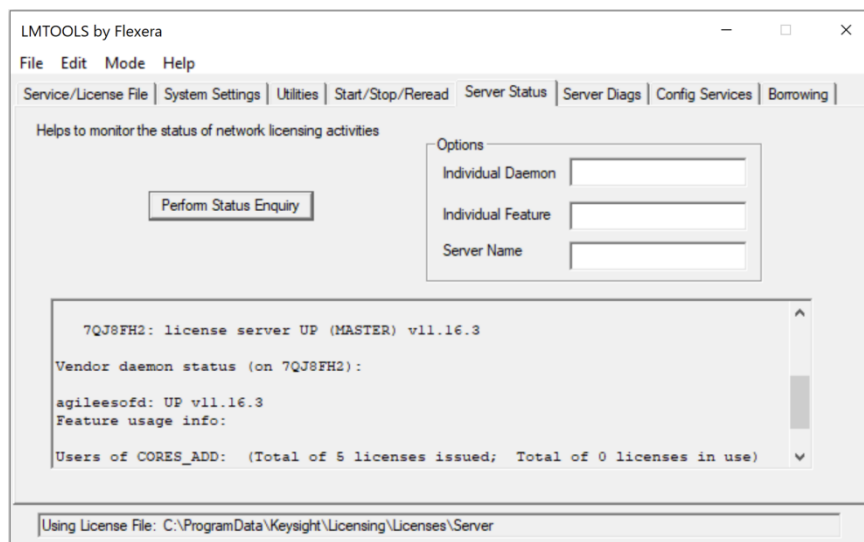 LMTOOLS by Flexera
File Edit Mode Help
Service/License File System Settings Utilities Start/Stop/Reread Server Status Server Diags Config Services Borrowing
Helps to monitor the status of network licensing activities
Options
Individual Daemon
Perform Status Enquiry
Individual Feature
Server Name
7QJ8FH2: license server UP (MASTER) v11.16.3
Vendor daemon status (on 7QJ8FH2):
agileesofd: UP v11.16.3
Feature usage info:
Users of CORES_ADD: (Total of 5 licenses issued; Total of 0 licenses in use)
Using License File: C:\ProgramData\Keysight\Licensing\Licenses\Server